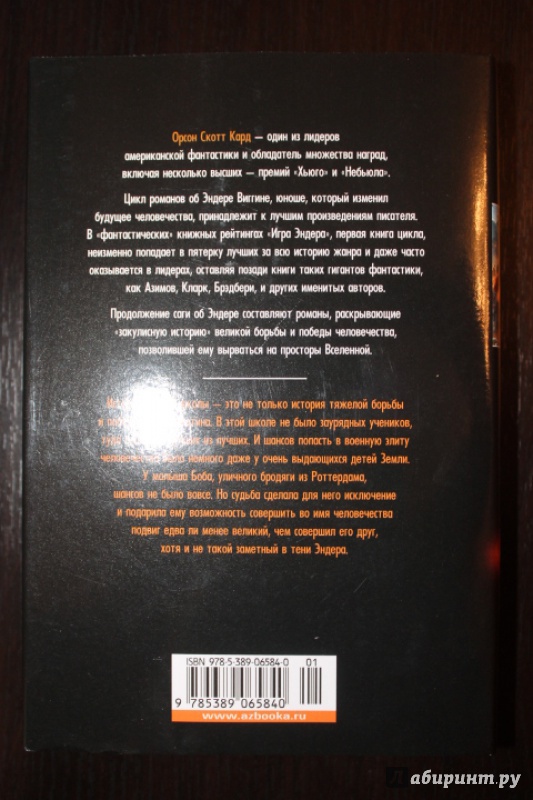 Орсон Скотт Кард — один из лидеров
американской фантастики и обладатель множества наград,
включая несколько высших — премий «Хьюго» и «Небьюла».
Цикл романов об Эндере Виггине, юноше, который изменил
будущее человечества, принадлежит к лучшим произведениям писателя.
В «фантастических» книжных рейтингах «Игра Эндера», первая книга цикла,
неизменно попадает в пятерку лучших за всю историю жанра и даже часто
оказывается в лидерах, оставляя позади книги таких гигантов фантастики,
как Азимов, Кларк, Брэдбери, и других именитых авторов.
Продолжение саги об Эндере составляют романы, раскрывающие
«закулисную историю» великой борьбы и победы человечества,
позволившей ему вырваться на просторы Вселенной.
— это не только история тяжелой борьбы
и В этой школе не было заурядных учеников,
туда из лучших. И шансов попасть в военную элиту
человечества было немного даже у очень выдающихся детей Земли.
У малыша Боба, уличного бродяги из Роттердама,
шансов не было вовсе. Но судьба сделала для него исключение
и подарила ему возможность совершить во имя человечества
подвиг едва ли менее великий, чем совершил его друг,
хотя и не такой заметный в тени Эндера.
ISBN 978-5-389-06584-0 01
9 785389 065840
www.azbooka.ru
Лабиринт.ру